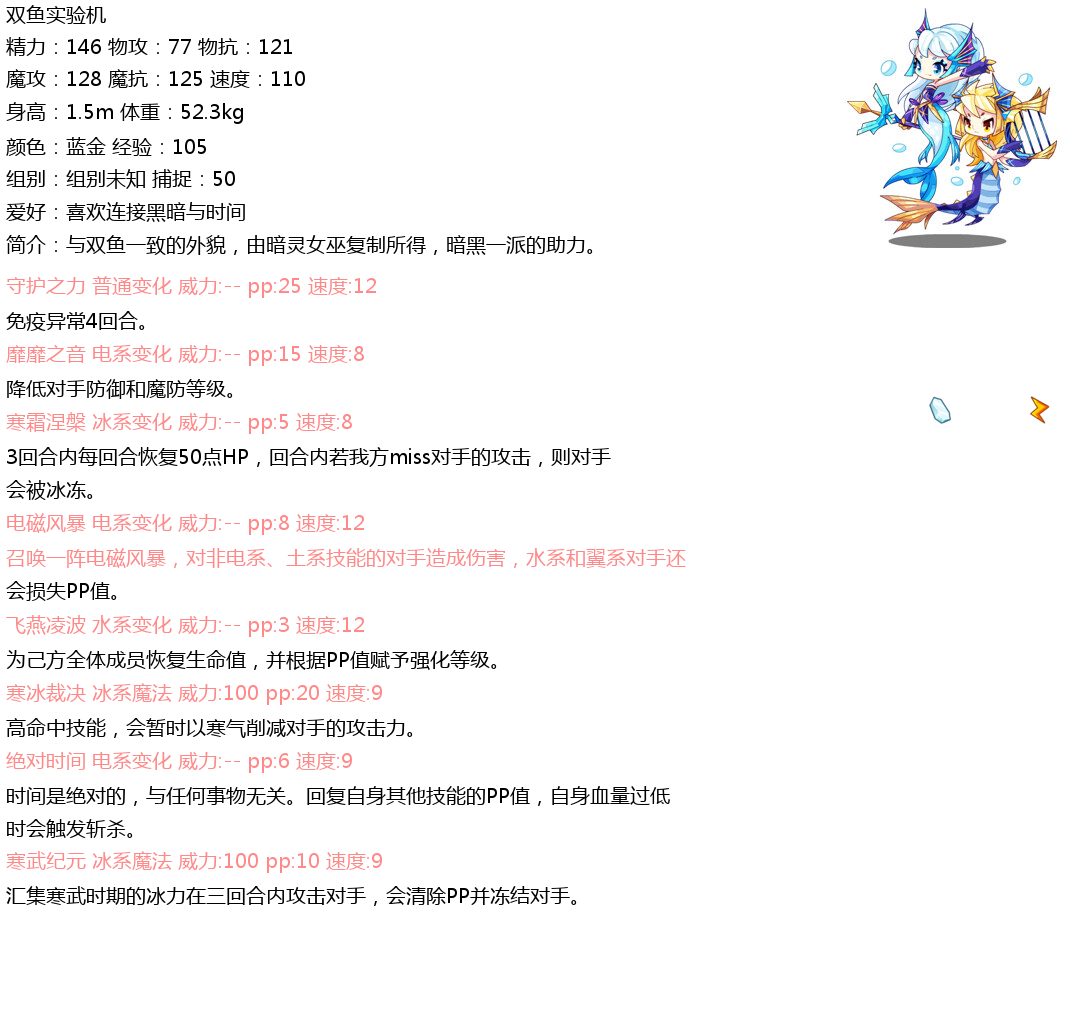 双鱼实验机
精力：146 物攻：77 物抗：121
魔攻：128 魔抗：125 速度：110
身高：1.5m 体重：52.3kg
颜色：蓝金 经验：105
组别：组别未知 捕捉：50
爱好：喜欢连接黑暗与时间
简介：与双鱼一致的外貌，由暗灵女巫复制所得，暗黑一派的助力。
守护之力 普通变化 威力:-- pp:25 速度:12
免疫异常4回合。
靡靡之音 电系变化 威力:-- pp:15 速度:8
降低对手防御和魔防等级。
寒霜涅槃 冰系变化 威力:-- pp:5 速度:8
3回合内每回合恢复50点HP，回合内若我方miss对手的攻击，则对手
会被冰冻。
电磁风暴 电系变化 威力:-- pp:8 速度:12
召唤一阵电磁风暴，对非电系、土系技能的对手造成伤害，水系和翼系对手还
会损失PP值。
飞燕凌波 水系变化 威力:-- pp:3 速度:12
为己方全体成员恢复生命值，并根据PP值赋予强化等级。
寒冰裁决 冰系魔法 威力:100 pp:20 速度:9
高命中技能，会暂时以寒气削减对手的攻击力。
绝对时间 电系变化 威力:-- pp:6 速度:9
时间是绝对的，与任何事物无关。回复自身其他技能的PP值，自身血量过低
时会触发斩杀。
寒武纪元 冰系魔法 威力:100 pp:10 速度:9
汇集寒武时期的冰力在三回合内攻击对手，会清除PP并冻结对手。